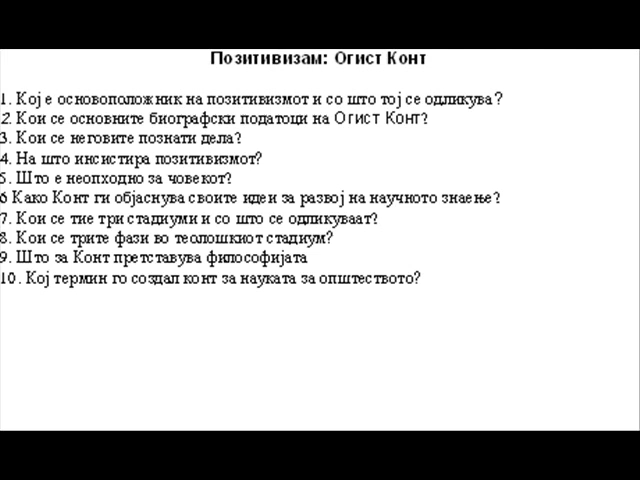 Позитивизам: Огист Конт
1. Кој е основоположник на позитивизмот и со што тој се одликува?
2. Кои се основните биографски податоци на Огист Конт?
3. Кои се неговите познати дела?
4. На што инсистира позитивизмот?
5. Што е неопходно за човекот?
6 Како Конт ги објаснува своите идеи за развој на научното знаење?
7. Кои се тие три стадиуми и со што се одликуваат?
8. Кои се трите фази во теолошкиот стадиум?
9. Што за Конт претставува философијата
10. Кој термин го создал конт за науката за општеството?